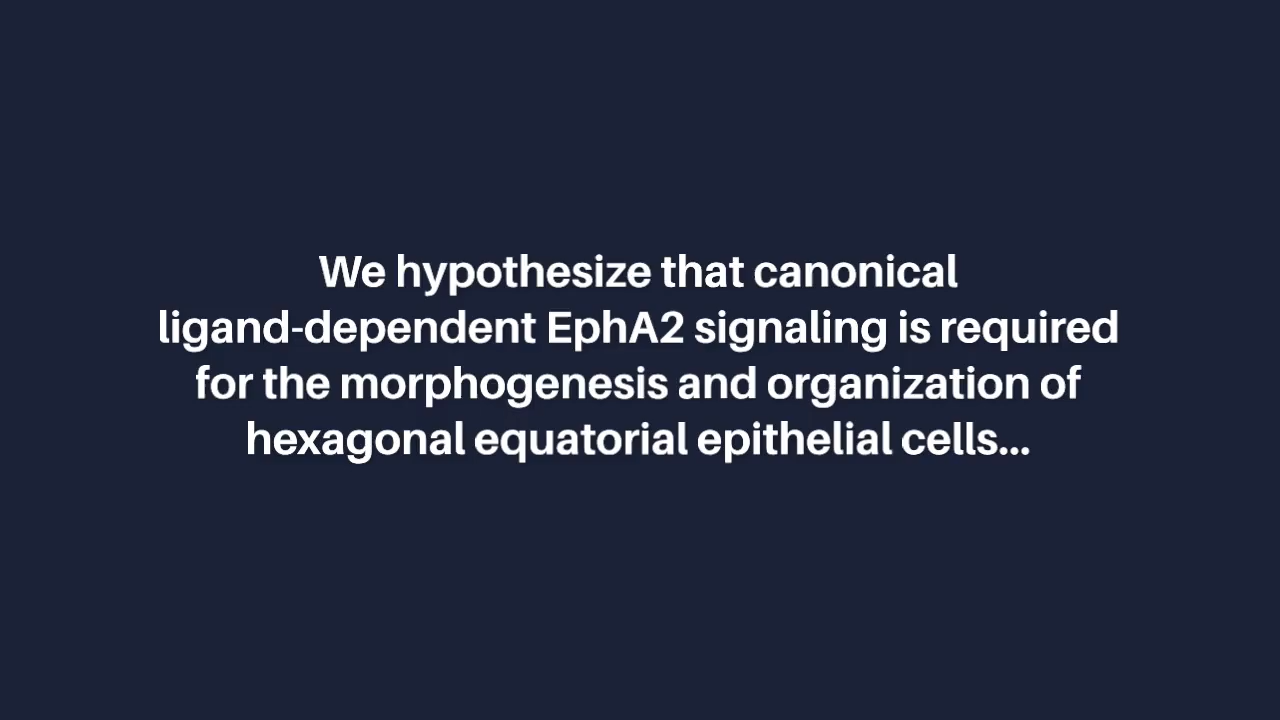 We hypothesize that canonical
ligand-dependent EphA2 signaling is required
for the morphogenesis and organization of
hexagonal equatorial epithelial cells...